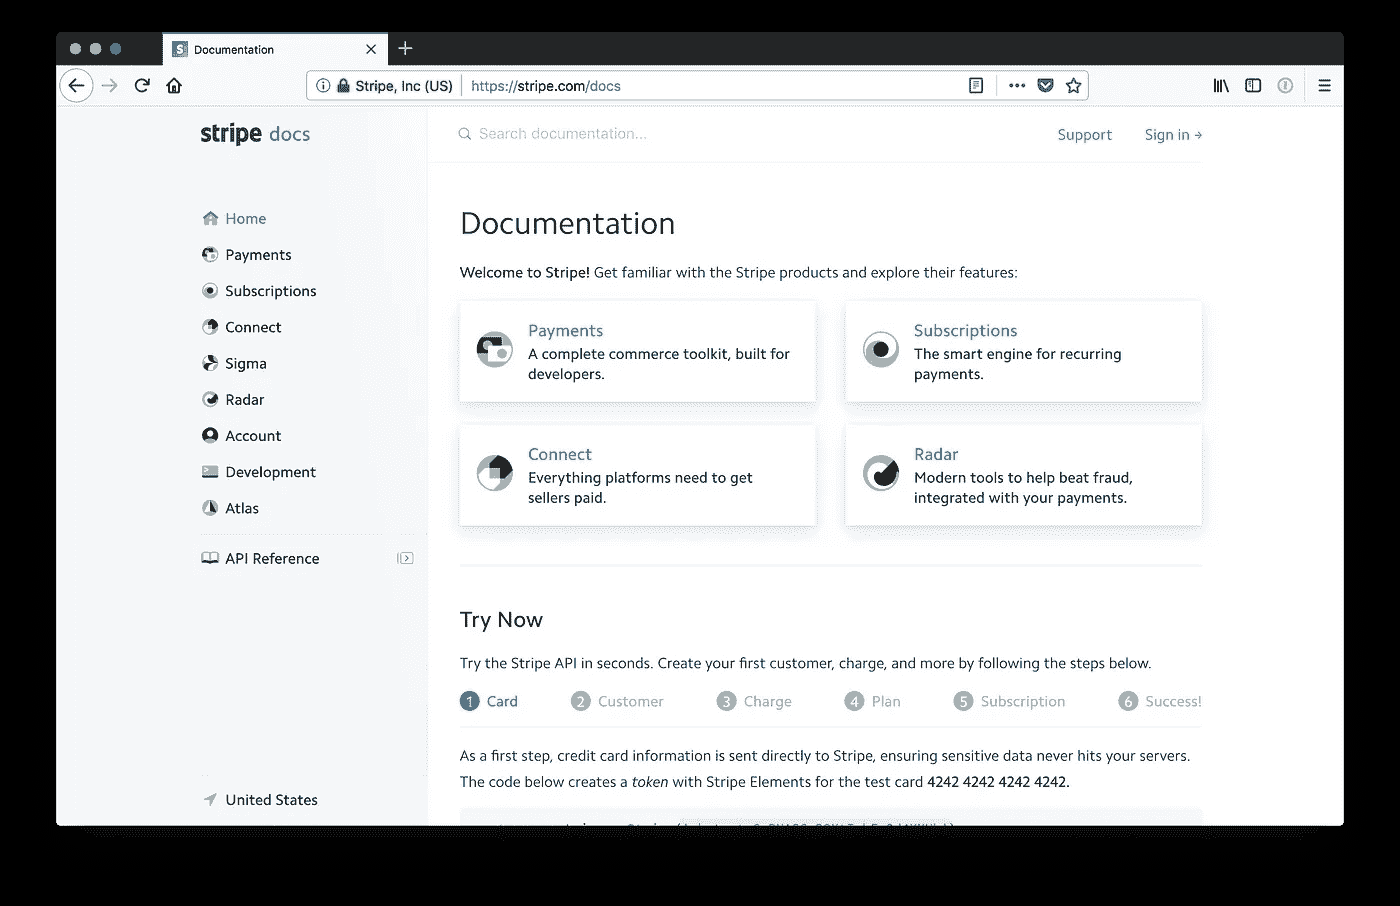 Documentation
Stripe, Inc (US) https://stripe.com/docs
stripe docs
Search documentation...
Support
Sign in →
Home
Payments
Subscriptions
Connect
Sigma
Radar
Account
Development
Atlas
API Reference
United States
Documentation
Welcome to Stripe! Get familiar with the Stripe products and explore their features:
Payments
A complete commerce toolkit, built for
developers.
Subscriptions
The smart engine for recurring
payments.
Connect
Everything platforms need to get
sellers paid.
Radar
Modern tools to help beat fraud,
integrated with your payments.
Try Now
Try the Stripe API in seconds. Create your first customer, charge, and more by following the steps below.
1 Card 2 Customer 3 Charge 4 Plan 5 Subscription 6 Success!
As a first step, credit card information is sent directly to Stripe, ensuring sensitive data never hits your servers.
The code below creates a token with Stripe Elements for the test card 4242 4242 4242 4242.